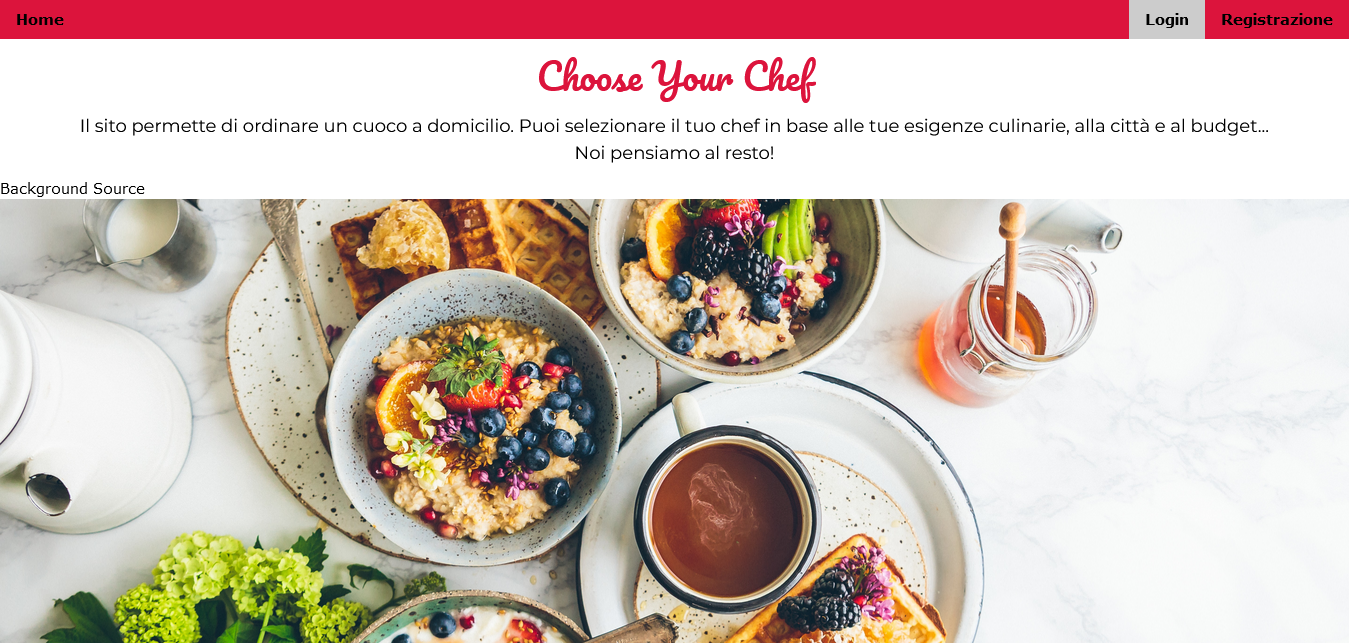 Home Login Registrazione
Choose Your Chef
Il sito permette di ordinare un cuoco a domicilio. Puoi selezionare il tuo chef in base alle tue esigenze culinarie, alla città e al budget...
Noi pensiamo al resto!
Background Source